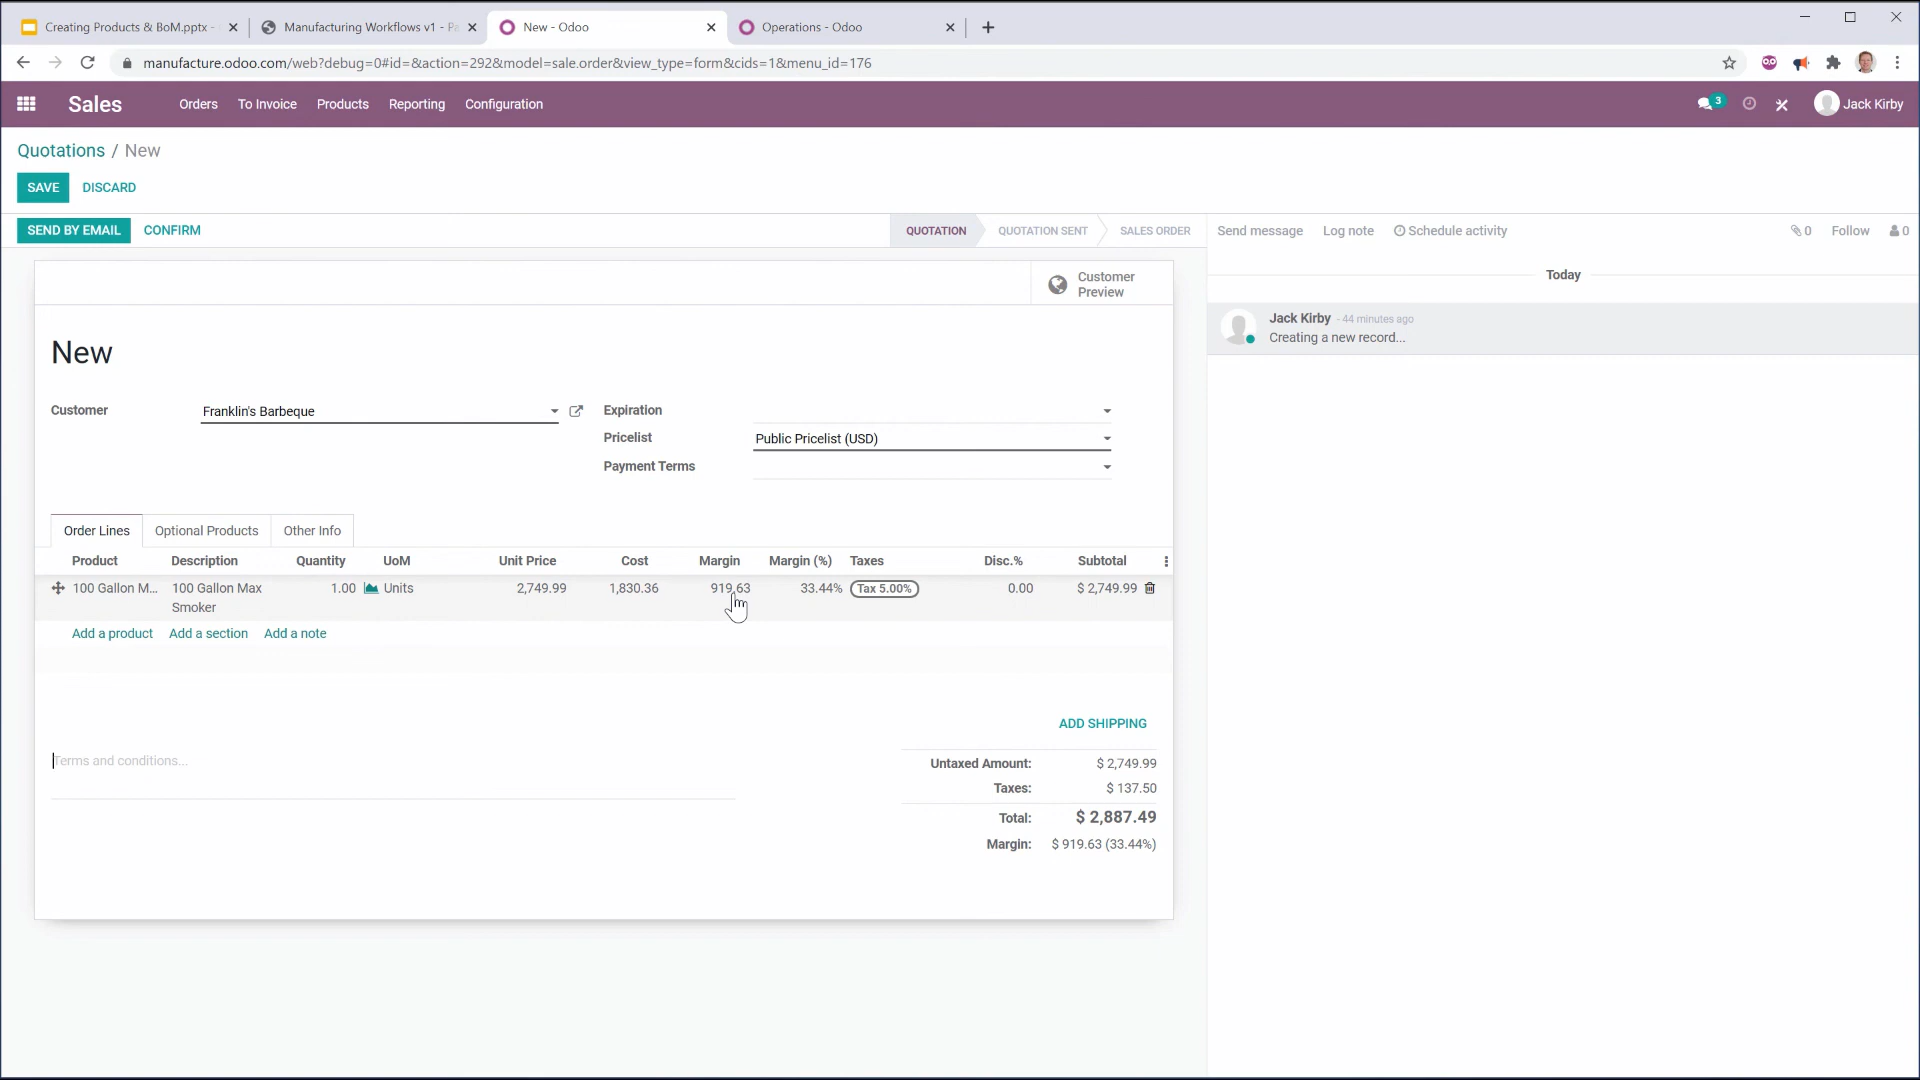 Creating Products & BoM.pptx -
Manufacturing Workflows v1 - Pa
New - Odoo
Operations - Odoo
manufacture.odoo.com/web?debug=0#id=&action=292&model=sale.order&view_type=form&cids=1&menu_id=176
Sales Orders To Invoice Products Reporting Configuration 3 Jack Kirby
Quotations / New
SAVE DISCARD
SEND BY EMAIL CONFIRM QUOTATION QUOTATION SENT SALES ORDER
Send message Log note Schedule activity 0 Follow 0
Customer
Preview
Today
Jack Kirby - 44 minutes ago
Creating a new record...
New
Customer Franklin's Barbeque
Expiration
Pricelist Public Pricelist (USD)
Payment Terms
Order Lines Optional Products Other Info
Product Description Quantity UoM Unit Price Cost Margin Margin (%) Taxes Disc.% Subtotal
100 Gallon M... 100 Gallon Max 1.00 Units 2,749.99 1,830.36 919.63 33.44% Tax 5.00% 0.00 $ 2,749.99
Smoker
Add a product Add a section Add a note
ADD SHIPPING
Terms and conditions...
Untaxed Amount: $ 2,749.99
Taxes: $ 137.50
Total: $ 2,887.49
Margin: $ 919.63 (33.44%)